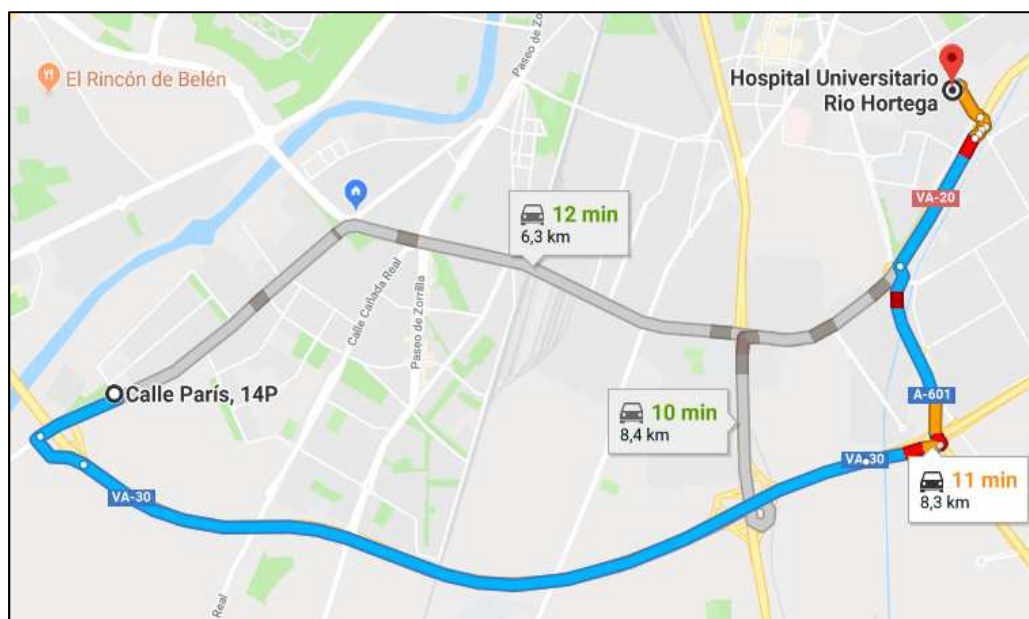 Paseo de Zo
El Rincón de Belén
Hospital Universitario
Rio Hortega
12 min
6,3 km
VA-20
Calle Cañada Real
Paseo de Zorrilla
Calle París, 14P
10 min
8,4 km
A-601
VA-30
VA-30
11 min
8,3 km
Real